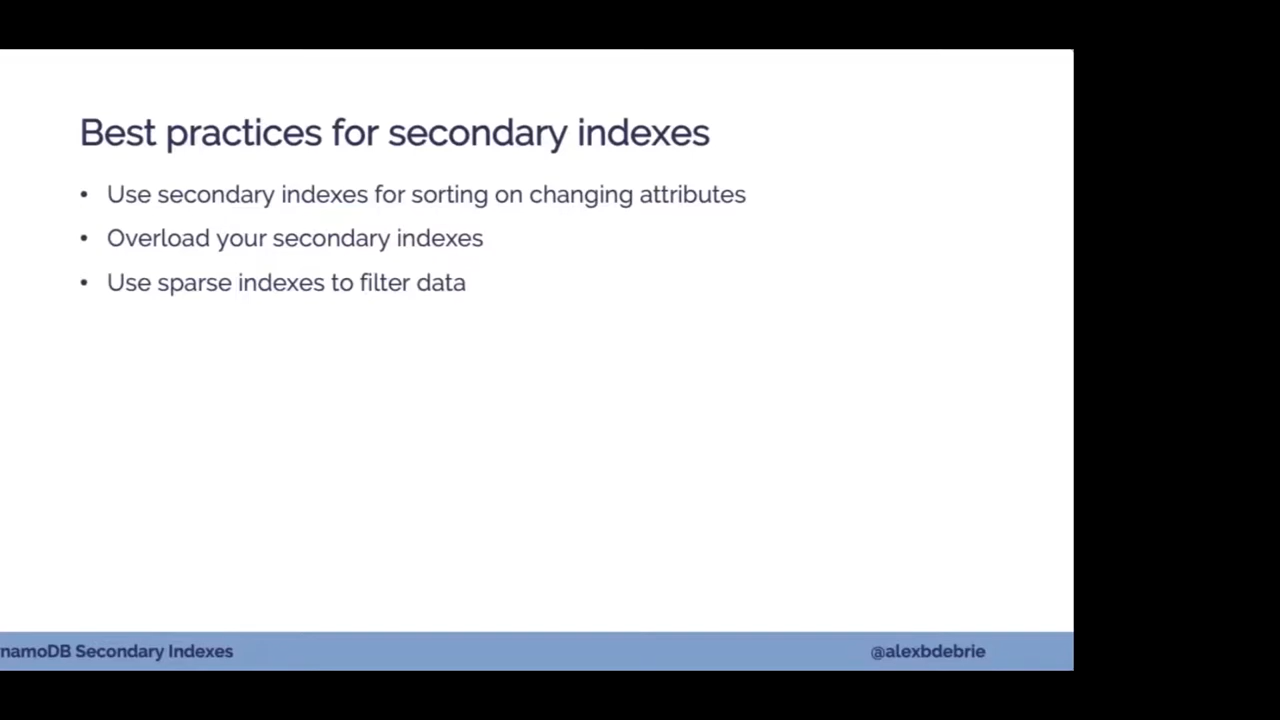 Best practices for secondary indexes
• Use secondary indexes for sorting on changing attributes
• Overload your secondary indexes
• Use sparse indexes to filter data
namoDB Secondary Indexes
@alexbdebrie